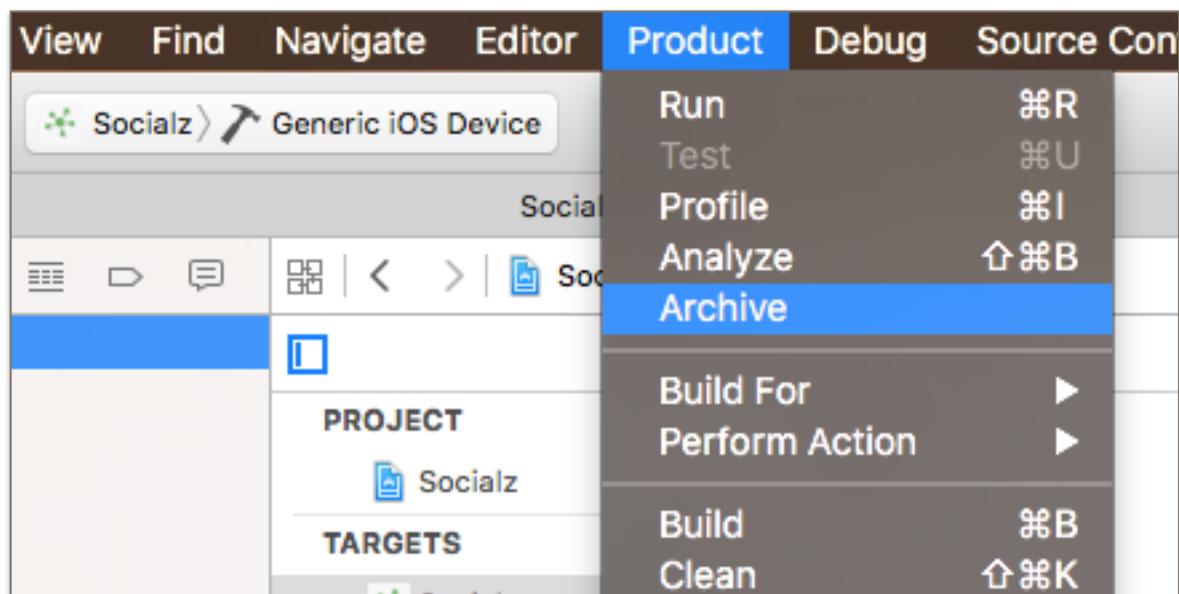 View Find Navigate Editor Product Debug Source Con
Socialz 〉 Generic iOS Device
Run ⌘R
Test ⌘U
Social
Profile ⌘I
Analyze ⇧⌘B
Soc
Archive
Build For ▶
PROJECT
Perform Action ▶
Socialz
Build ⌘B
TARGETS
Clean ⇧⌘K